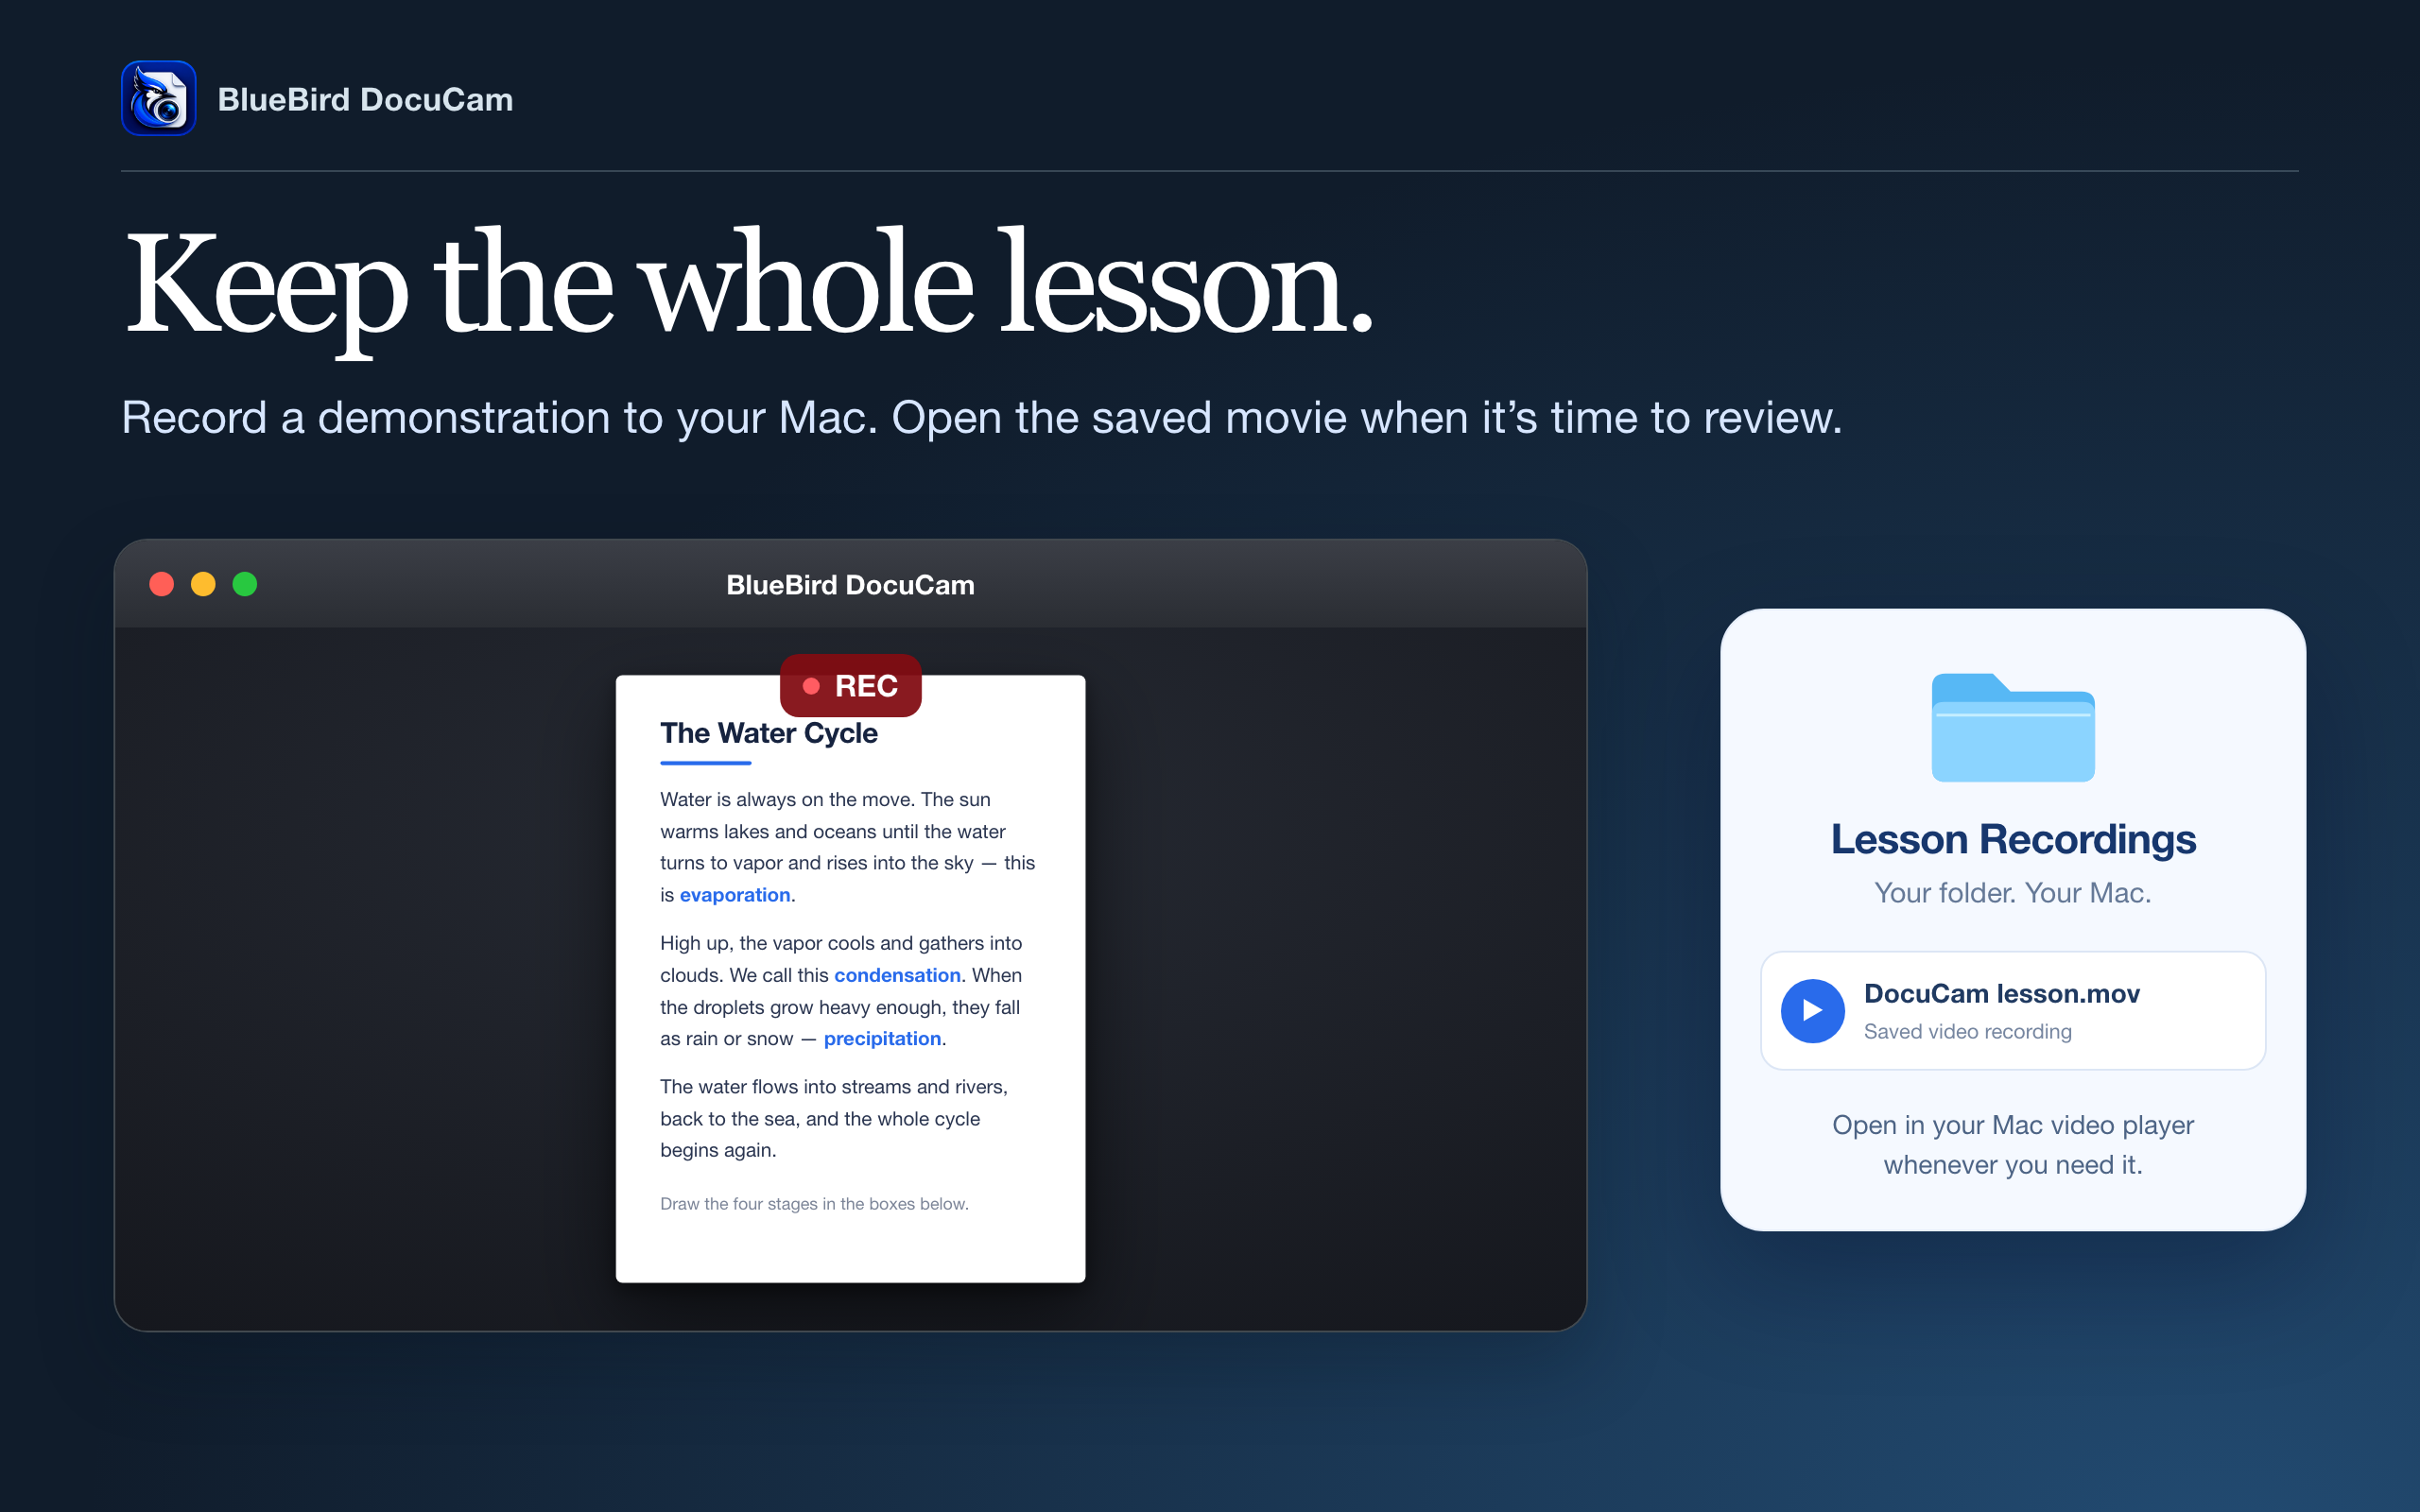 BlueBird DocuCam
Keep the whole lesson.
Record a demonstration to your Mac. Open the saved movie when it’s time to review.
BlueBird DocuCam
REC
The Water Cycle
Water is always on the move. The sun
warms lakes and oceans until the water
turns to vapor and rises into the sky — this
is evaporation.
High up, the vapor cools and gathers into
clouds. We call this condensation. When
the droplets grow heavy enough, they fall
as rain or snow — precipitation.
The water flows into streams and rivers,
back to the sea, and the whole cycle
begins again.
Draw the four stages in the boxes below.
Lesson Recordings
Your folder. Your Mac.
DocuCam lesson.mov
Saved video recording
Open in your Mac video player
whenever you need it.